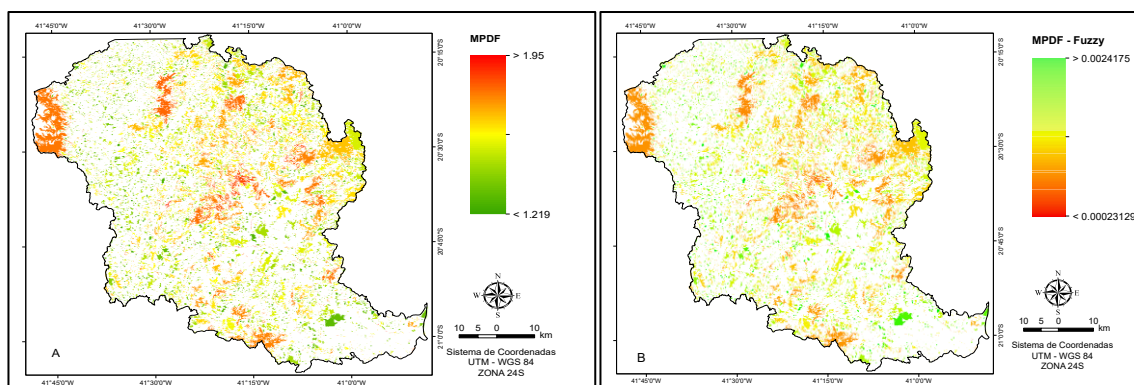 41°45'0"W 41°30'0"W 41°15'0"W 41°0'0"W
MPDF
> 1.95
< 1.219
20°15'0"S
20°30'0"S
20°45'0"S
21°0'0"S
N
W E
S
10 5 0 10
km
Sistema de Coordenadas
UTM - WGS 84
ZONA 24S
A
41°45'0"W 41°30'0"W 41°15'0"W 41°0'0"W
41°45'0"W 41°30'0"W 41°15'0"W 41°0'0"W
MPDF - Fuzzy
> 0.0024175
< 0.00023129
20°15'0"S
20°30'0"S
20°45'0"S
21°0'0"S
N
W E
S
10 5 0 10
km
Sistema de Coordenadas
UTM - WGS 84
ZONA 24S
B
41°45'0"W 41°30'0"W 41°15'0"W 41°0'0"W